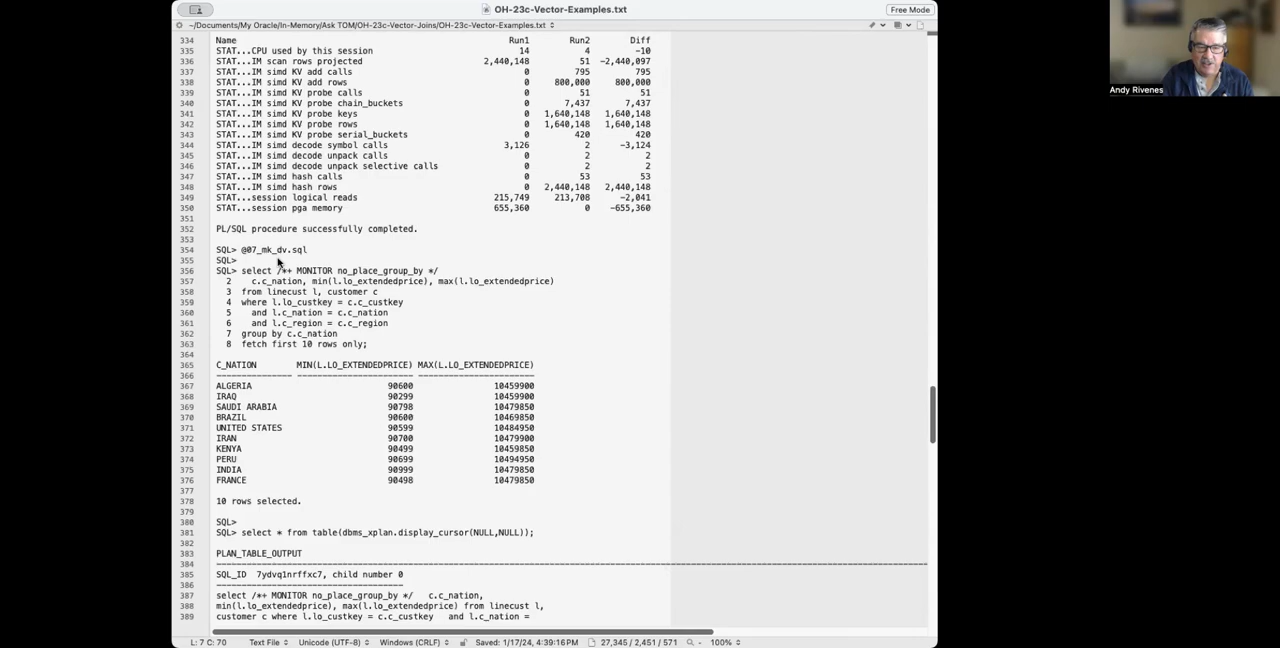 OH-23c-Vector-Examples.txt
Free Mode
~/Documents/My Oracle/In-Memory/Ask TOM/OH-23c-Vector-Joins/OH-23c-Vector-Examples.txt
334 Name Run1 Run2 Diff
335 STAT...CPU used by this session 14 4 -10
336 STAT...IM scan rows projected 2,440,148 51 -2,440,097
337 STAT...IM simd KV add calls 0 795 795
338 STAT...IM simd KV add rows 0 800,000 800,000
339 STAT...IM simd KV probe calls 0 51 51
340 STAT...IM simd KV probe chain_buckets 0 7,437 7,437
341 STAT...IM simd KV probe keys 0 1,640,148 1,640,148
342 STAT...IM simd KV probe rows 0 1,640,148 1,640,148
343 STAT...IM simd KV probe serial_buckets 0 420 420
344 STAT...IM simd decode symbol calls 3,126 2 -3,124
345 STAT...IM simd decode unpack calls 0 2 2
346 STAT...IM simd decode unpack selective calls 0 2 2
347 STAT...IM simd hash calls 0 53 53
348 STAT...IM simd hash rows 0 2,440,148 2,440,148
349 STAT...session logical reads 215,749 213,708 -2,041
350 STAT...session pga memory 655,360 0 -655,360
351
352 PL/SQL procedure successfully completed.
353
354 SQL> @07_mk_dv.sql
355 SQL>
356 SQL> select /*+ MONITOR no_place_group_by */
357 2 c.c_nation, min(l.lo_extendedprice), max(l.lo_extendedprice)
358 3 from linecust l, customer c
359 4 where l.lo_custkey = c.c_custkey
360 5 and l.c_nation = c.c_nation
361 6 and l.c_region = c.c_region
362 7 group by c.c_nation
363 8 fetch first 10 rows only;
364
365 C_NATION MIN(L.LO_EXTENDEDPRICE) MAX(L.LO_EXTENDEDPRICE)
366 --------------- ----------------------- -----------------------
367 ALGERIA 90600 10459900
368 IRAQ 90299 10459900
369 SAUDI ARABIA 90798 10479850
370 BRAZIL 90600 10469850
371 UNITED STATES 90599 10484950
372 IRAN 90700 10479900
373 KENYA 90499 10459850
374 PERU 90699 10494950
375 INDIA 90999 10479850
376 FRANCE 90498 10479850
377
378 10 rows selected.
379
380 SQL>
381 SQL> select * from table(dbms_xplan.display_cursor(NULL,NULL));
382
383 PLAN_TABLE_OUTPUT
384 --------------------------------------------------------------------------------
385 SQL_ID 7ydvq1nrffxc7, child number 0
386 -------------------------------------
387 select /*+ MONITOR no_place_group_by */ c.c_nation,
388 min(l.lo_extendedprice), max(l.lo_extendedprice) from linecust l,
389 customer c where l.lo_custkey = c.c_custkey and l.c_nation =
L: 7 C: 70 Text File Unicode (UTF-8) Windows (CRLF) Saved: 1/17/24, 4:39:16 PM 27,345 / 2,451 / 571 100%
Andy Rivenes